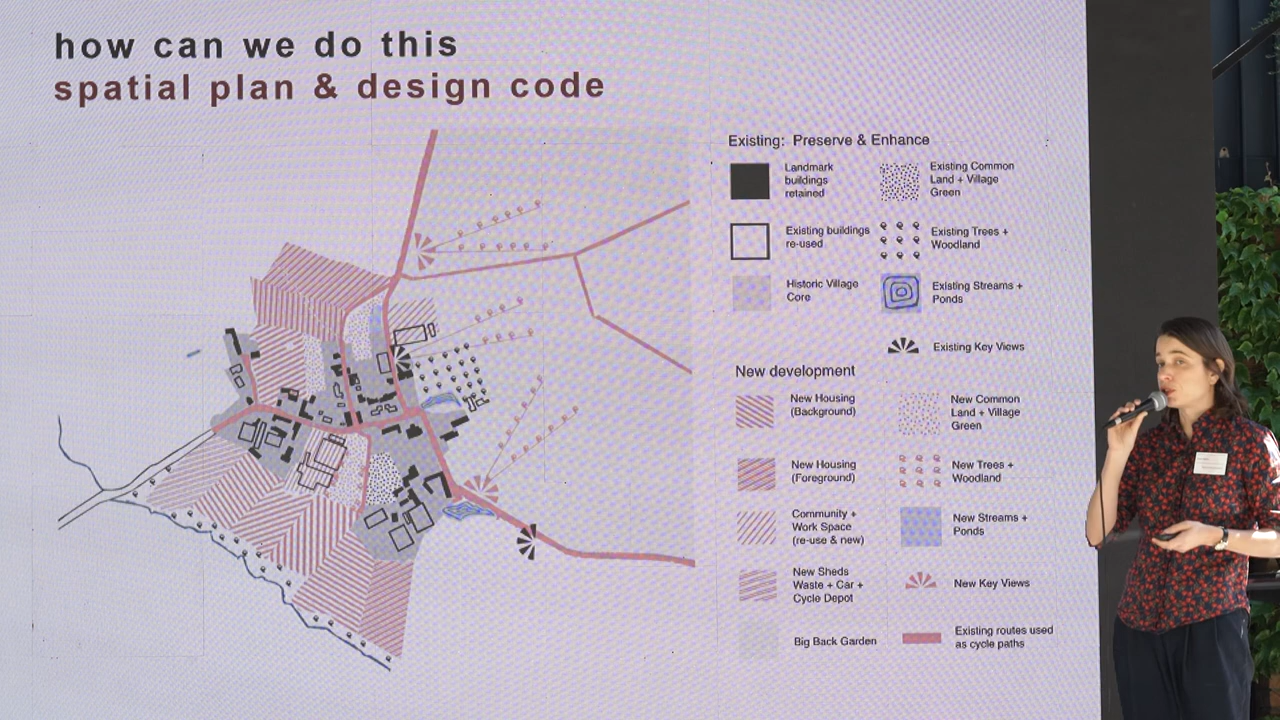 how can we do this
spatial plan & design code
Existing: Preserve & Enhance
Landmark
buildings
retained
Existing Common
Land + Village
Green
Existing buildings
re-used
Existing Trees +
Woodland
Historic Village
Core
Existing Streams +
Ponds
Existing Key Views
New development
New Housing
(Background)
New Common
Land + Village
Green
New Housing
(Foreground)
New Trees +
Woodland
Community +
Work Space
(re-use & new)
New Streams +
Ponds
New Sheds
Waste + Car +
Cycle Depot
New Key Views
Big Back Garden
Existing routes used
as cycle paths